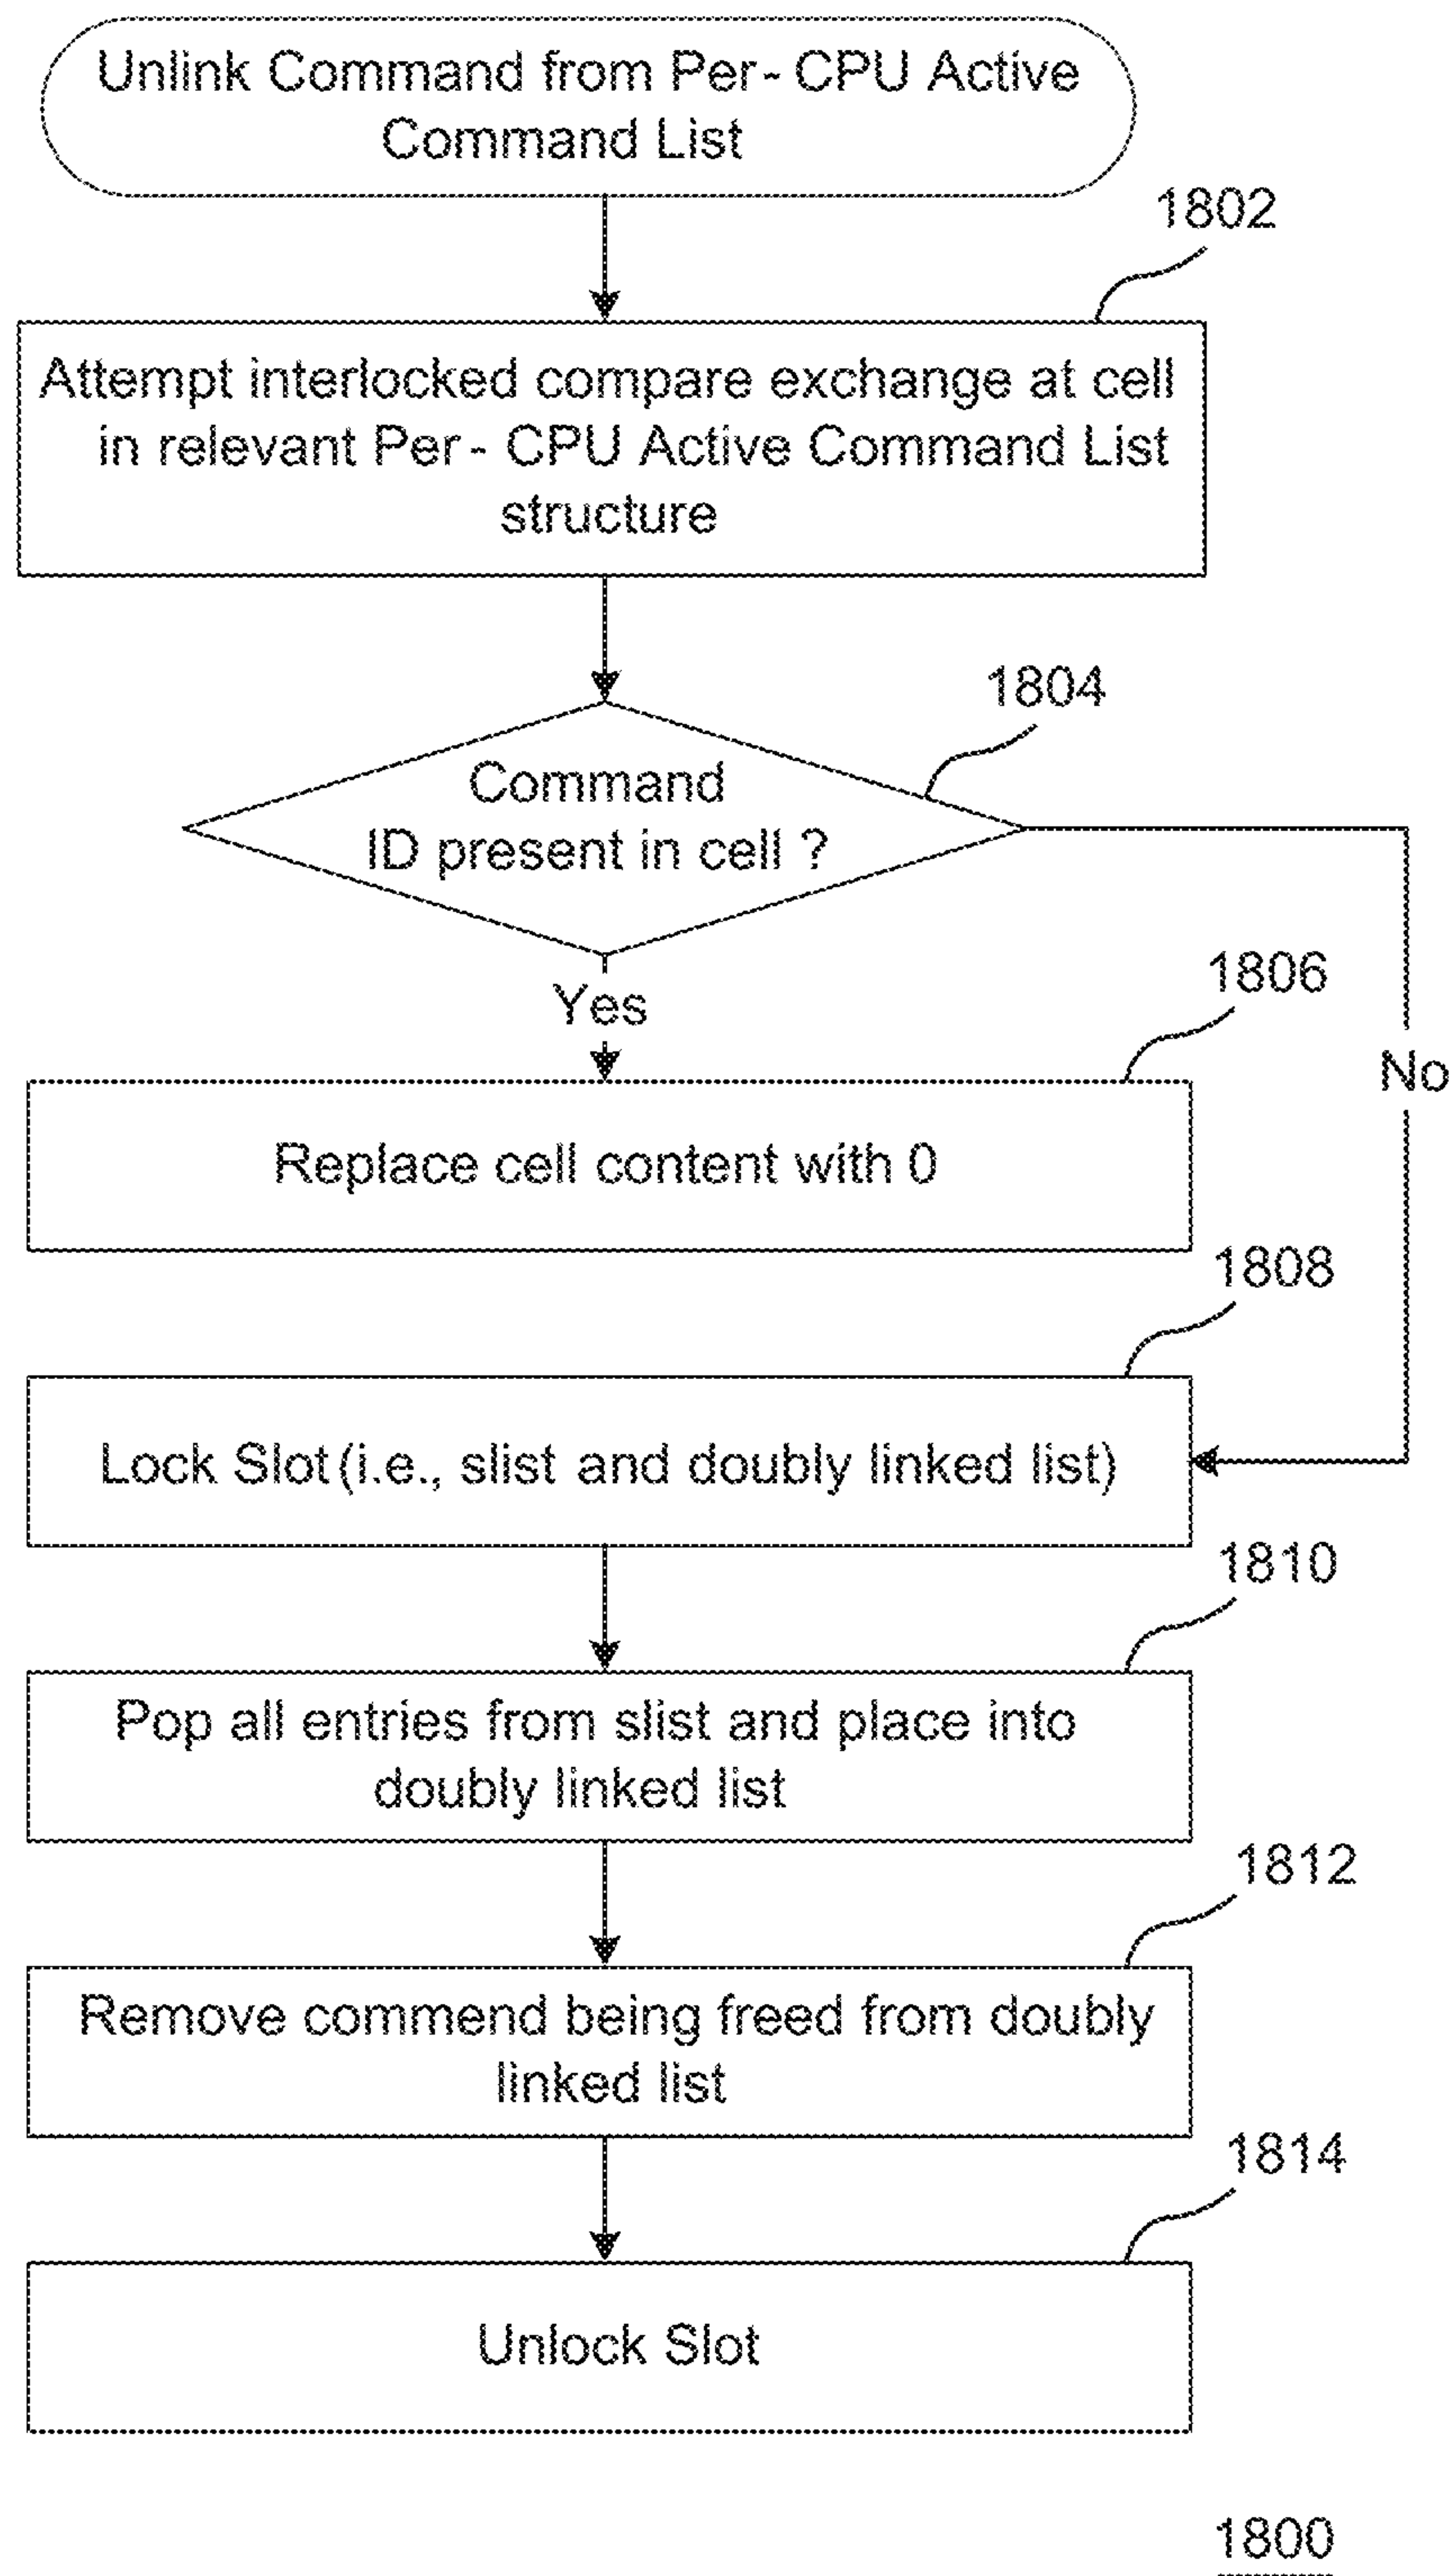 Unlink Command from Per- CPU Active
Command List
1802
Attempt interlocked compare exchange at cell
in relevant Per- CPU Active Command List
structure
1804
Command
ID present in cell ?
Yes
No
1806
Replace cell content with 0
1808
Lock Slot (i.e., slist and doubly linked list)
1810
Pop all entries from slist and place into
doubly linked list
1812
Remove commend being freed from doubly
linked list
1814
Unlock Slot
1800